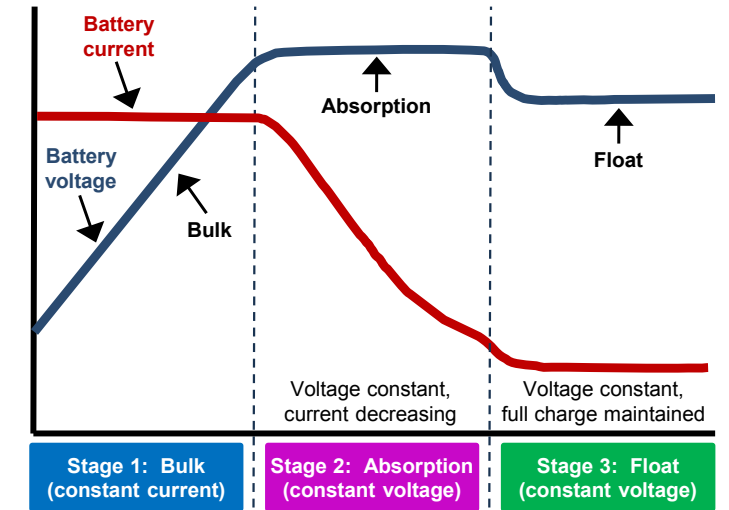 Battery
current
Absorption
Battery
voltage
Float
Bulk
Voltage constant,
current decreasing
Voltage constant,
full charge maintained
Stage 1:  Bulk
(constant current)
Stage 2:  Absorption
(constant voltage)
Stage 3:  Float
(constant voltage)